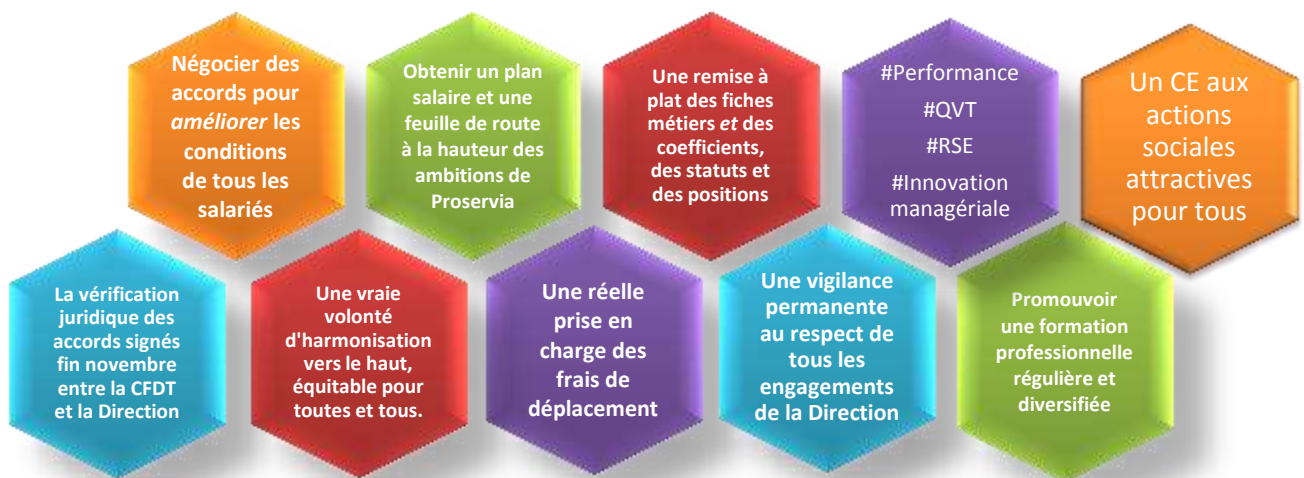 Négocier des
accords pour
améliorer les
conditions
de tous les
salariés
Obtenir un plan
salaire et une
feuille de route
à la hauteur des
ambitions de
Proservia
Une remise à
plat des fiches
métiers et des
coefficients,
des statuts et
des positions
#Performance
#QVT
#RSE
#Innovation
managériale
Un CE aux
actions
sociales
attractives
pour tous
La vérification
juridique des
accords signés
fin novembre
entre la CFDT
et la Direction
Une vraie
volonté
d'harmonisation
vers le haut,
équitable pour
toutes et tous.
Une réelle
prise en
charge des
frais de
déplacement
Une vigilance
permanente
au respect de
tous les
engagements
de la Direction
Promouvoir
une formation
professionnelle
régulière et
diversifiée